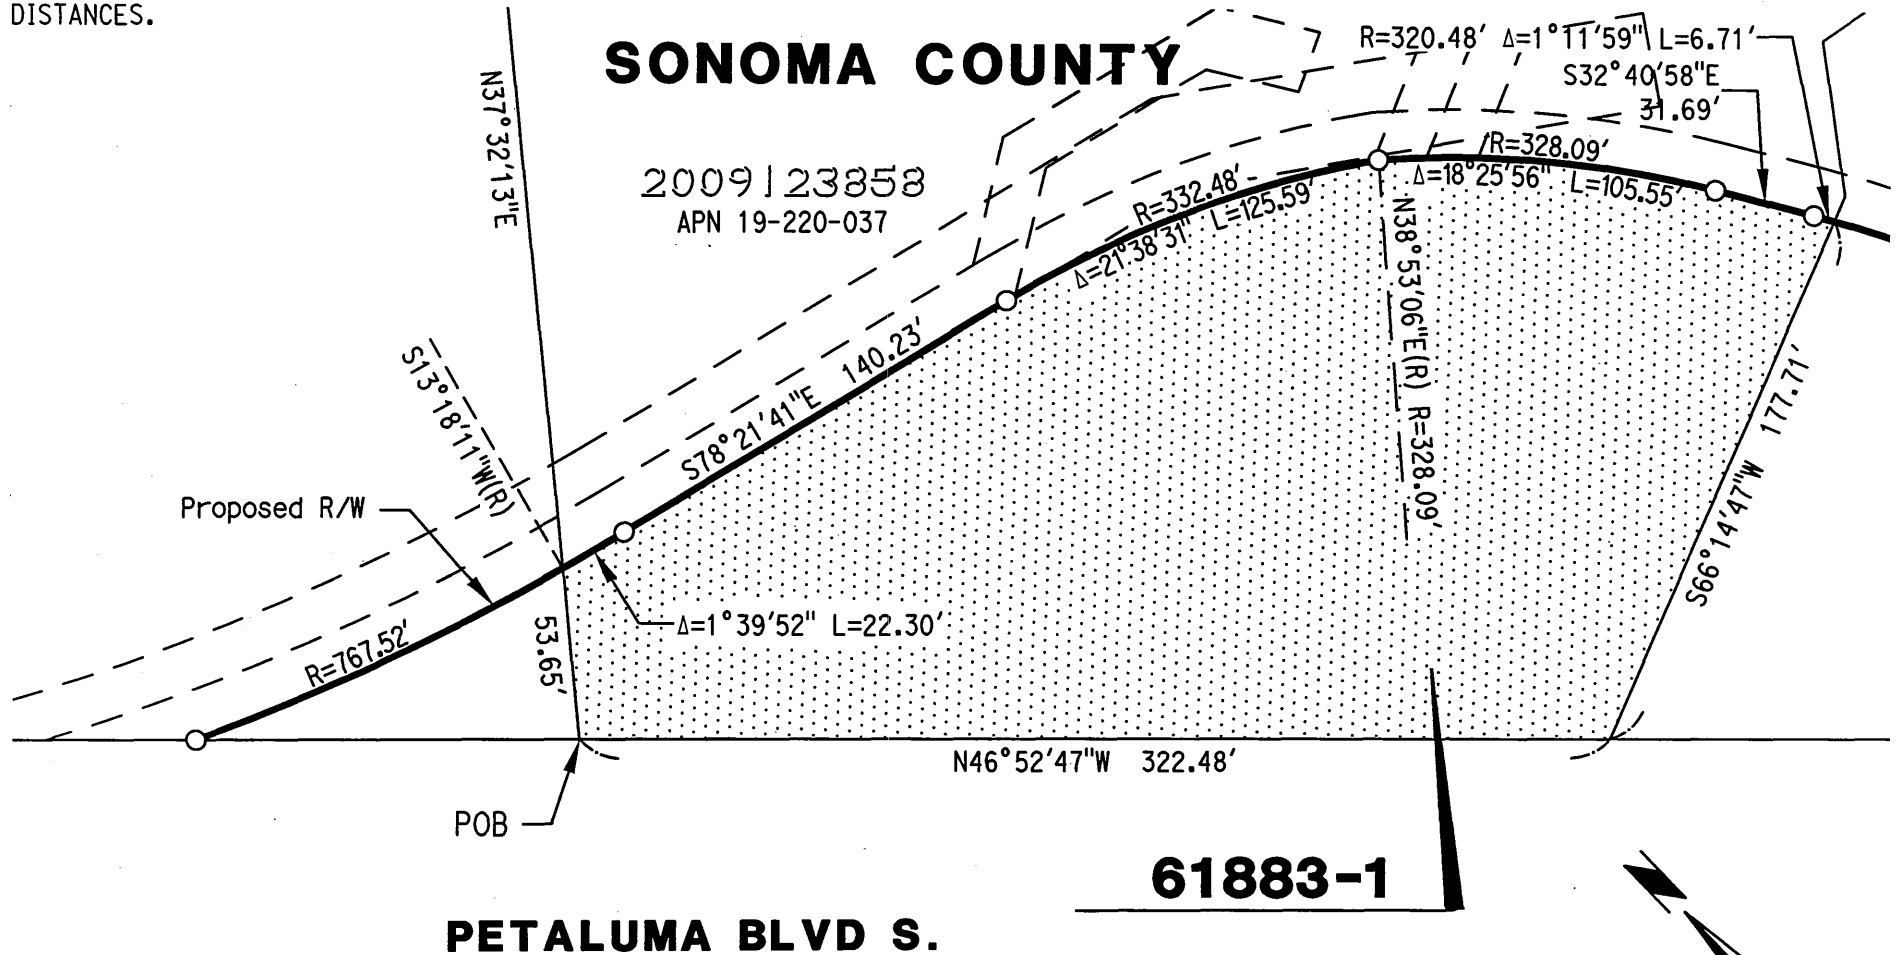 DISTANCES.
SONOMA COUNTY
R=320.48' Δ=1°11'59" L=6.71'
S32°40'58"E
31.69'
N37°32'13"E
2009123858
APN 19-220-037
R=332.48'
Δ=21°38'31" L=125.59'
R=328.09'
Δ=18°25'56" L=105.55'
N38°53'06"E(R) R=328.09'
S13°18'11"W(R)
S78°21'41"E 140.23'
S66°14'47"W 177.71'
Proposed R/W
R=767.52'
53.65'
Δ=1°39'52" L=22.30'
N46°52'47"W 322.48'
POB
61883-1
PETALUMA BLVD S.